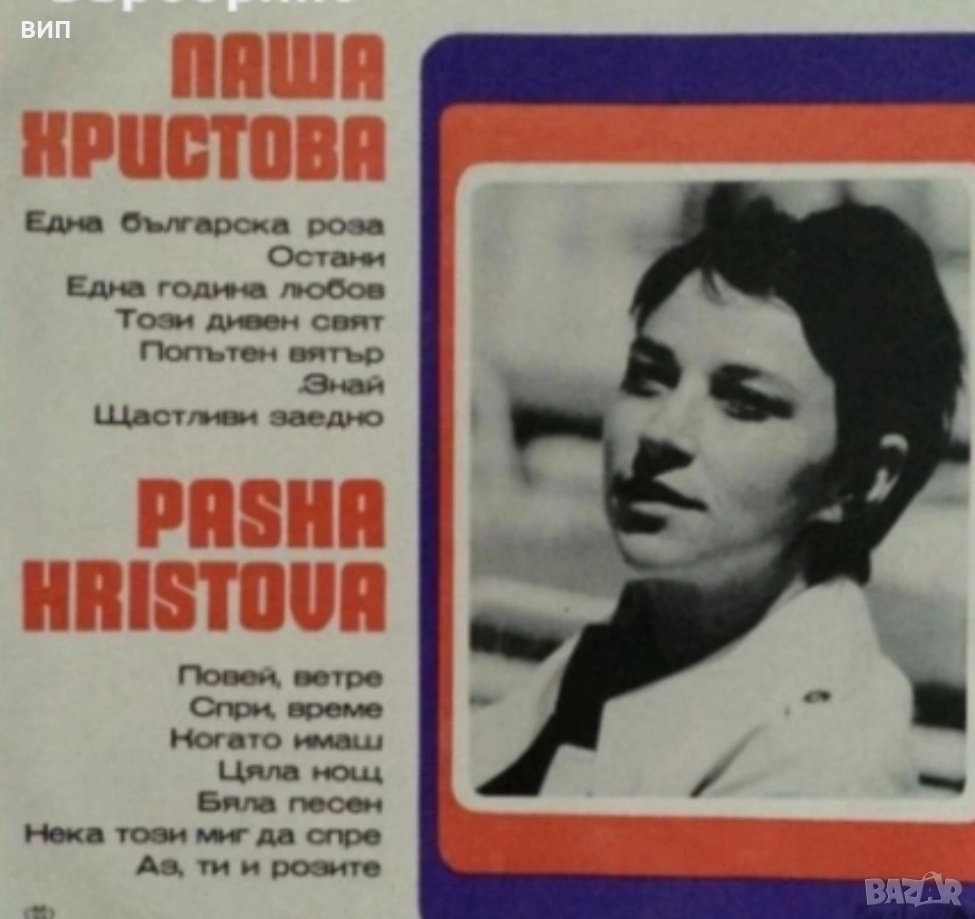 вип
ПАША
ХРИСТОВА
Една българска роза
Остани
Една година любов
Този дивен свят
Попътен вятър
Знай
Щастливи заедно
PASHA
HRISTOVA
Повей, ветре
Спри, време
Когато имаш
Цяла нощ
Бяла песен
Нека този миг да спре
Аз, ти и розите
BAZAR